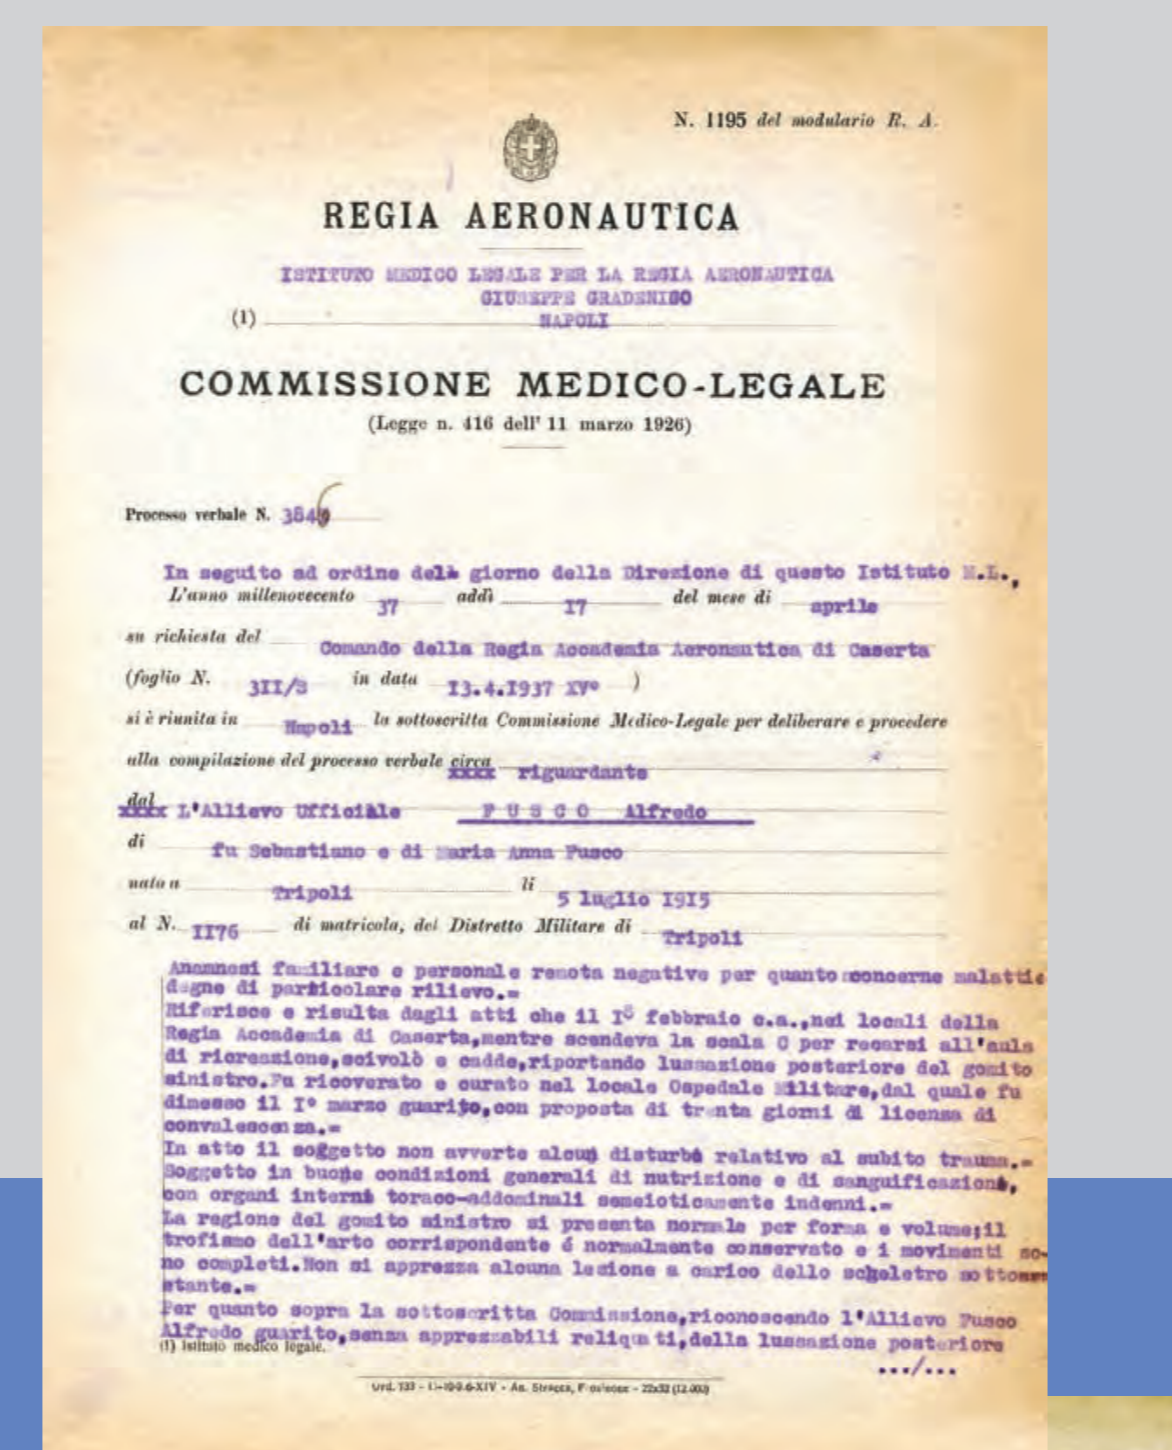 N. 1195 del modulario R. A.
REGIA AERONAUTICA
ISTITUTO MEDICO LEGALE PER LA REGIA AERONAUTICA
GIUSEPPE GRADENIGO
(1) NAPOLI
COMMISSIONE MEDICO-LEGALE
(Legge n. 416 dell' 11 marzo 1926)
Processo verbale N. 3846
In seguito ad ordine del giorno della Direzione di questo Istituto M.L.,
L'anno millenovecento 37 addì I7 del mese di aprile
su richiesta del Comando della Regia Accademia Aeronautica di Caserta
(foglio N. 3II/3 in data I3.4.I937 XV° )
si è riunita in Napoli la sottoscritta Commissione Medico-Legale per deliberare e procedere
alla compilazione del processo verbale circa xxxx riguardante
dal xxxx L'Allievo Ufficiale F U S C O Alfredo
di fu Sebastiano e di Maria Anna Fusco
nato a Tripoli li 5 luglio I9I5
al N. II76 di matricola, del Distretto Militare di Tripoli
Anamnesi familiare e personale remota negative per quanto concerne malattie
degne di particolare rilievo.=
Riferisce e risulta dagli atti che il I° febbraio c.a.,nei locali della
Regia Accademia di Caserta,mentre scendeva la scala C per recarsi all'aula
di ricreazione,scivolò e cadde,riportando lussazione posteriore del gomito
sinistro.Fu ricoverato e curato nel locale Ospedale Militare,dal quale fu
dimesso il I° marzo guarito,con proposta di trenta giorni di licenza di
convalescenza.=
In atto il soggetto non avverte alcun disturbo relativo al subito trauma.=
Soggetto in buone condizioni generali di nutrizione e di sanguificazione,
con organi interni toraco-addominali semeioticamente indenni.=
La regione del gomito sinistro si presenta normale per forma e volume;il
trofismo dell'arto corrispondente é normalmente conservato e i movimenti so-
no completi.Non si apprezza alcuna lesione a carico dello scheletro
stante.=
Per quanto sopra la sottoscritta Commissione,riconoscendo l'Allievo Fusco
Alfredo guarito,senza apprezzabili reliquati,della lussazione posteriore
(1) Istituto medico legale.
.../...